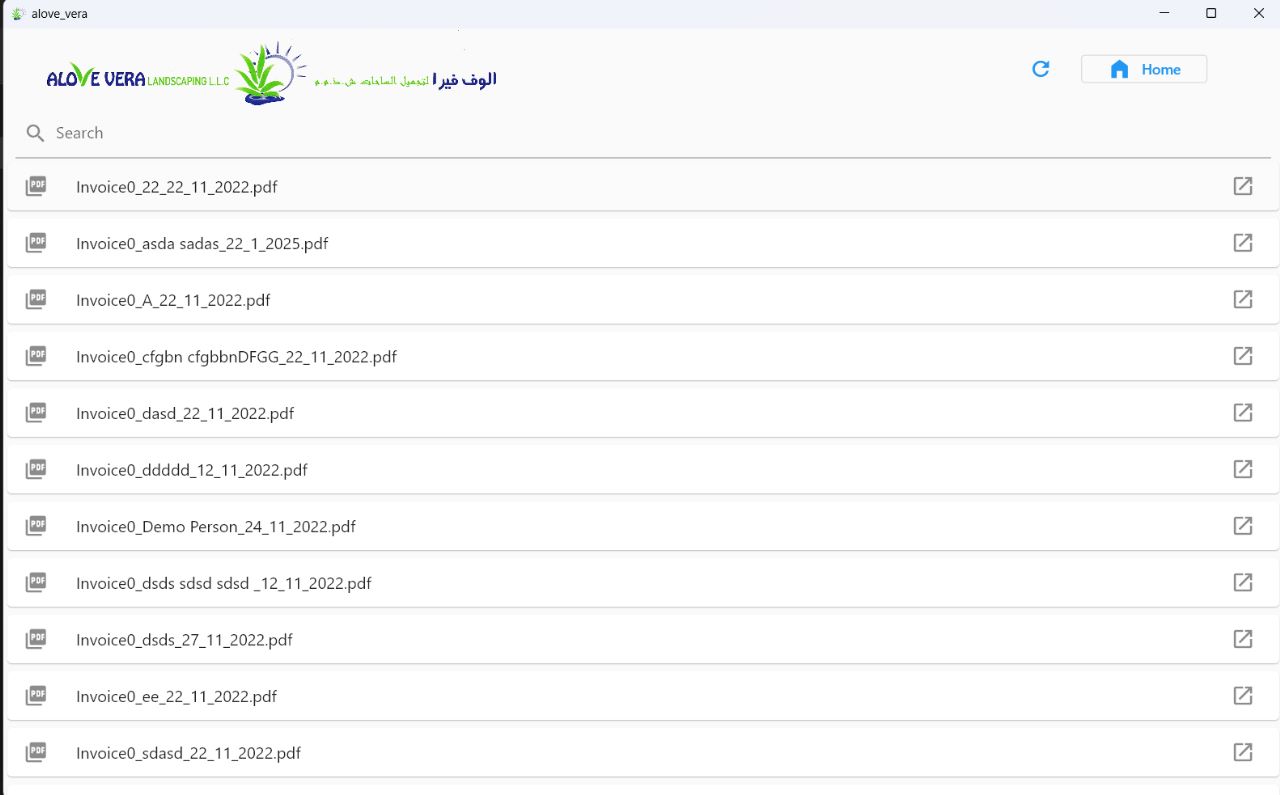 alove_vera
ALOVE VERA LANDSCAPING L.L.C الوف فيرا لتجميل الساحات ش.ذ.م.م
Home
Search
PDF Invoice0_22_22_11_2022.pdf
PDF Invoice0_asda sadas_22_1_2025.pdf
PDF Invoice0_A_22_11_2022.pdf
PDF Invoice0_cfgbn cfgbbnDFGG_22_11_2022.pdf
PDF Invoice0_dasd_22_11_2022.pdf
PDF Invoice0_ddddd_12_11_2022.pdf
PDF Invoice0_Demo Person_24_11_2022.pdf
PDF Invoice0_dsds sdsd sdsd _12_11_2022.pdf
PDF Invoice0_dsds_27_11_2022.pdf
PDF Invoice0_ee_22_11_2022.pdf
PDF Invoice0_sdasd_22_11_2022.pdf